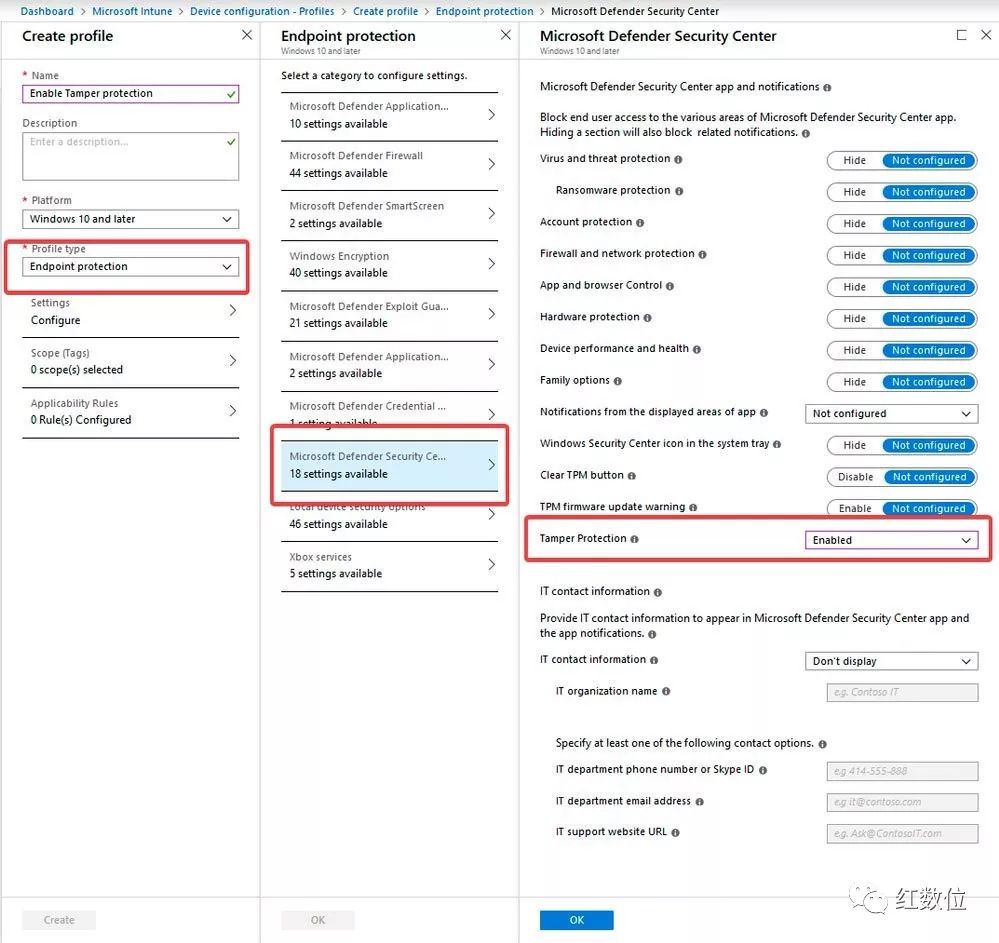 Dashboard > Microsoft Intune > Device configuration - Profiles > Create profile > Endpoint protection > Microsoft Defender Security Center
Create profile
* Name
Enable Tamper protection
Description
Enter a description...
* Platform
Windows 10 and later
* Profile type
Endpoint protection
Settings
Configure
Scope (Tags)
0 scope(s) selected
Applicability Rules
0 Rule(s) Configured
Create
Endpoint protection
Windows 10 and later
Select a category to configure settings.
Microsoft Defender Application...
10 settings available
Microsoft Defender Firewall
44 settings available
Microsoft Defender SmartScreen
2 settings available
Windows Encryption
40 settings available
Microsoft Defender Exploit Gua...
21 settings available
Microsoft Defender Application...
2 settings available
Microsoft Defender Credential ...
1 setting available
Microsoft Defender Security Ce...
18 settings available
Local device security options
46 settings available
Xbox services
5 settings available
OK
Microsoft Defender Security Center
Windows 10 and later
Microsoft Defender Security Center app and notifications
Block end user access to the various areas of Microsoft Defender Security Center app.
Hiding a section will also block related notifications.
Virus and threat protection Hide Not configured
Ransomware protection Hide Not configured
Account protection Hide Not configured
Firewall and network protection Hide Not configured
App and browser Control Hide Not configured
Hardware protection Hide Not configured
Device performance and health Hide Not configured
Family options Hide Not configured
Notifications from the displayed areas of app Not configured
Windows Security Center icon in the system tray Hide Not configured
Clear TPM button Disable Not configured
TPM firmware update warning Enable Not configured
Tamper Protection Enabled
IT contact information
Provide IT contact information to appear in Microsoft Defender Security Center app and
the app notifications.
IT contact information Don't display
IT organization name e.g. Contoso IT
Specify at least one of the following contact options.
IT department phone number or Skype ID e.g 414-555-888
IT department email address e.g it@contoso.com
IT support website URL e.g. Ask@ContosoIT.com
OK
红数位